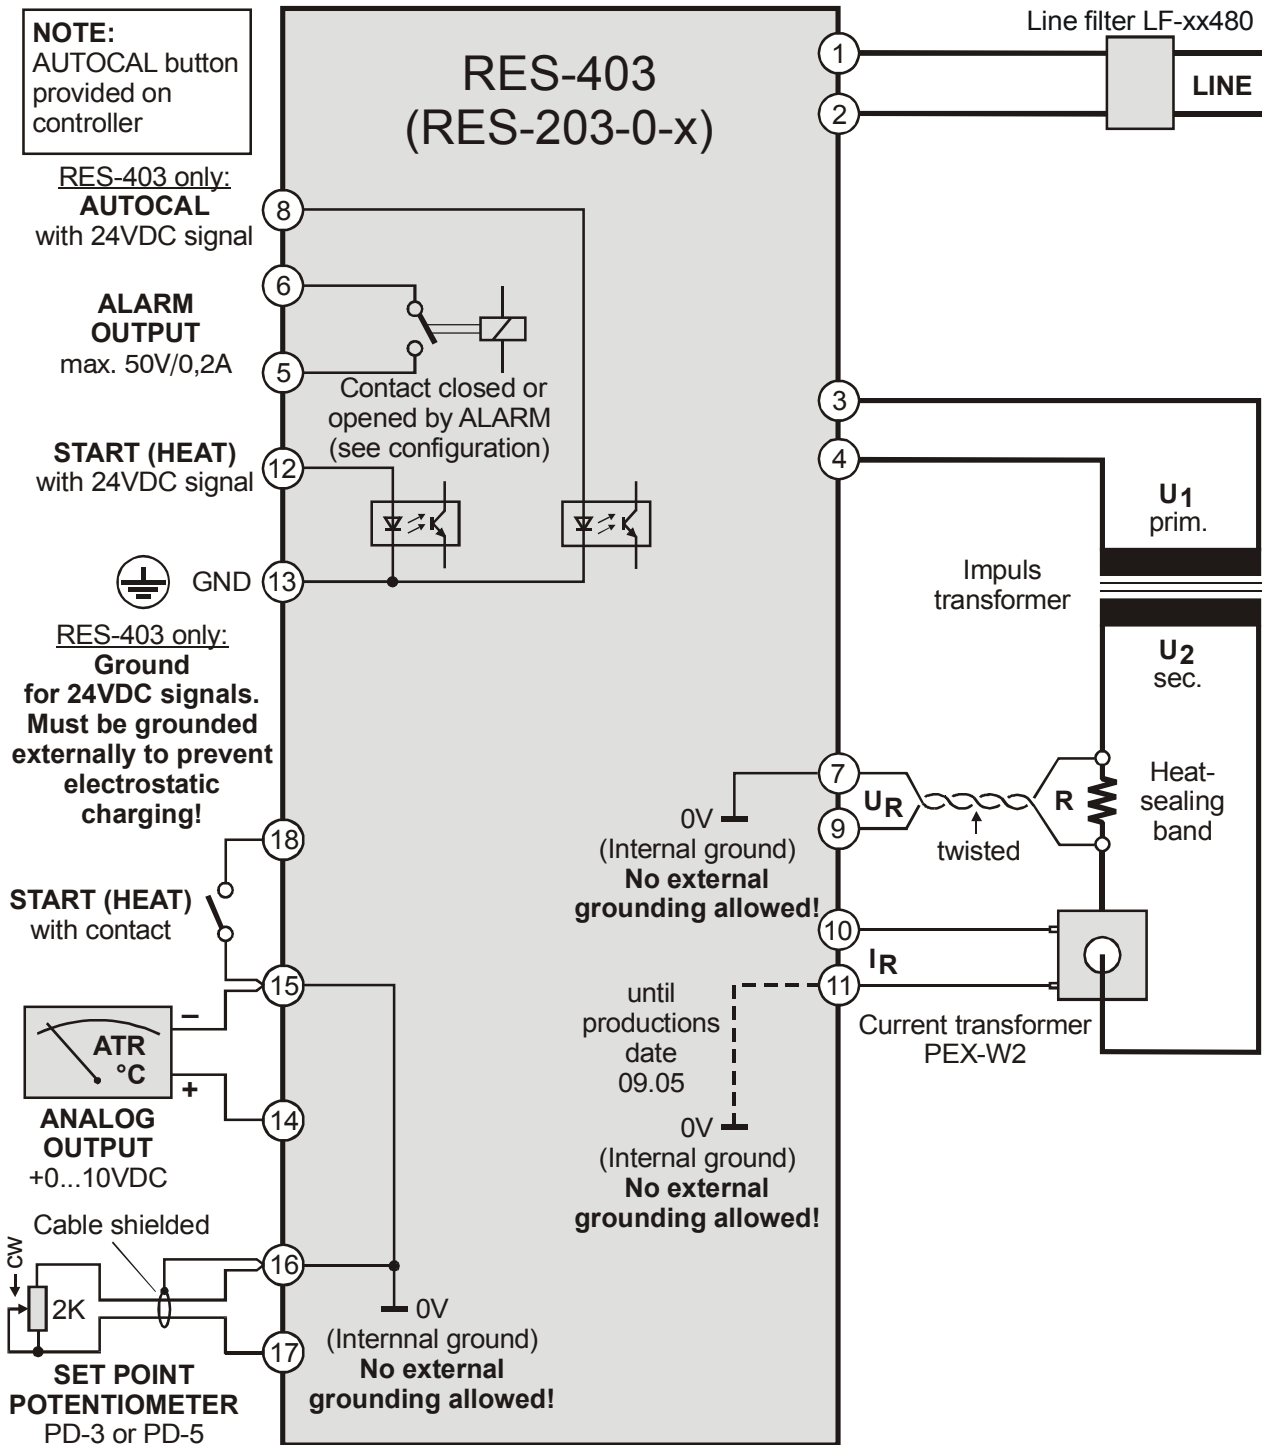 NOTE:
AUTOCAL button
provided on
controller
RES-403
(RES-203-0-x)
Line filter LF-xx480
1
2
LINE
RES-403 only:
AUTOCAL
with 24VDC signal
8
6
ALARM
OUTPUT
max. 50V/0,2A
5
Contact closed or
opened by ALARM
(see configuration)
START (HEAT)
with 24VDC signal
12
GND
13
RES-403 only:
Ground
for 24VDC signals.
Must be grounded
externally to prevent
electrostatic
charging!
3
4
U1
prim.
Impuls
transformer
U2
sec.
7
9
UR
twisted
R
Heat-
sealing
band
0V
(Internal ground)
No external
grounding allowed!
10
IR
11
Current transformer
PEX-W2
until
productions
date
09.05
0V
(Internal ground)
No external
grounding allowed!
18
START (HEAT)
with contact
15
–
ATR
°C
+
14
ANALOG
OUTPUT
+0...10VDC
Cable shielded
16
CW
2K
17
SET POINT
POTENTIOMETER
PD-3 or PD-5
0V
(Internnal ground)
No external
grounding allowed!